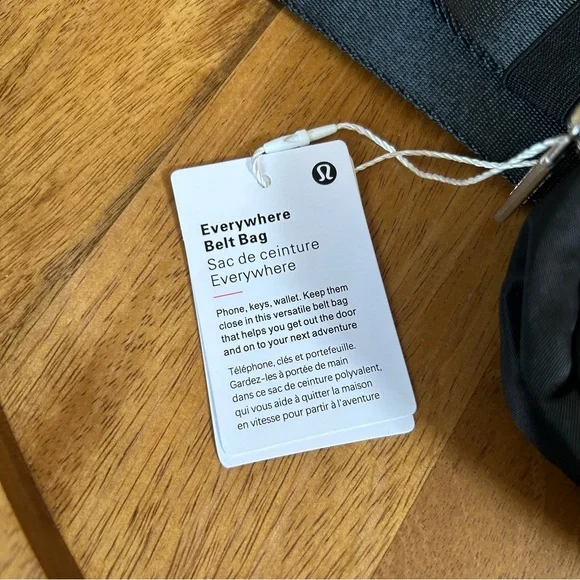 Everywhere
Belt Bag
Sac de ceinture
Everywhere
Phone, keys, wallet. Keep them
close in this versatile belt bag
that helps you get out the door
and on to your next adventure
Téléphone, clés et portefeuille.
Gardez-les à portée de main
dans ce sac de ceinture polyvalent,
qui vous aide à quitter la maison
en vitesse pour partir à l'aventure